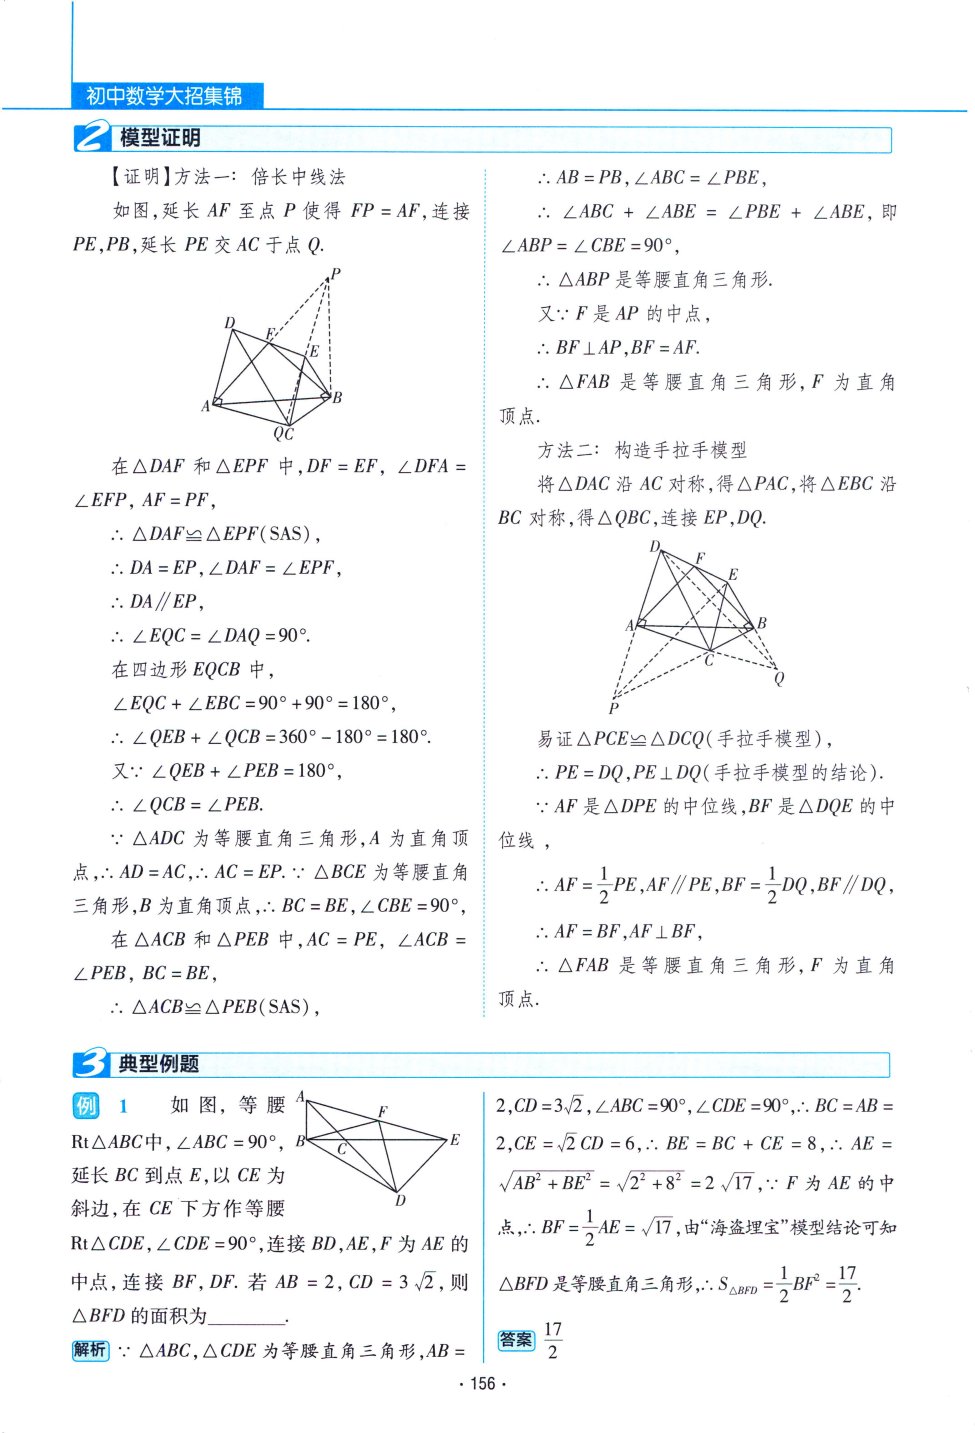 初中数学大招集锦
2 模型证明
【证明】方法一：倍长中线法
如图,延长 AF 至点 P 使得 FP = AF,连接
PE,PB,延长 PE 交 AC 于点 Q.
P
D
F
E
A
B
QC
在△DAF 和△EPF 中,DF = EF, ∠DFA =
∠EFP, AF = PF,
∴ △DAF≌△EPF(SAS),
∴ DA = EP,∠DAF = ∠EPF,
∴ DA∥EP,
∴ ∠EQC = ∠DAQ = 90°.
在四边形 EQCB 中,
∠EQC + ∠EBC = 90° + 90° = 180°,
∴ ∠QEB + ∠QCB = 360° - 180° = 180°.
又∵ ∠QEB + ∠PEB = 180°,
∴ ∠QCB = ∠PEB.
∵ △ADC 为等腰直角三角形,A 为直角顶
点,∴ AD = AC,∴ AC = EP.∵ △BCE 为等腰直角
三角形,B 为直角顶点,∴ BC = BE,∠CBE = 90°,
在 △ACB 和 △PEB 中,AC = PE, ∠ACB =
∠PEB, BC = BE,
∴ △ACB≌△PEB(SAS),
∴ AB = PB,∠ABC = ∠PBE,
∴ ∠ABC + ∠ABE = ∠PBE + ∠ABE, 即
∠ABP = ∠CBE = 90°,
∴ △ABP 是等腰直角三角形.
又∵ F 是 AP 的中点,
∴ BF⊥AP,BF = AF.
∴ △FAB 是等腰直角三角形, F 为直角
顶点.
方法二：构造手拉手模型
将△DAC 沿 AC 对称,得△PAC,将△EBC 沿
BC 对称,得△QBC,连接 EP,DQ.
D
F
E
A
B
C
Q
P
易证△PCE≌△DCQ(手拉手模型),
∴ PE = DQ,PE⊥DQ(手拉手模型的结论).
∵ AF 是△DPE 的中位线,BF 是△DQE 的中
位线,
∴ AF = 1/2 PE,AF∥PE,BF = 1/2 DQ,BF∥DQ,
∴ AF = BF,AF⊥BF,
∴ △FAB 是等腰直角三角形, F 为直角
顶点.
3 典型例题
例 1 如图, 等腰
Rt△ABC中,∠ABC = 90°,
延长 BC 到点 E,以 CE 为
斜边,在 CE 下方作等腰
A
F
B
C
E
D
Rt△CDE,∠CDE = 90°,连接 BD,AE,F 为 AE 的
中点,连接 BF, DF. 若 AB = 2, CD = 3√2,则
△BFD 的面积为________.
解析 ∵ △ABC,△CDE 为等腰直角三角形,AB =
2,CD = 3√2,∠ABC = 90°,∠CDE = 90°,∴ BC = AB =
2,CE = √2 CD = 6,∴ BE = BC + CE = 8,∴ AE =
√(AB² + BE²) = √(2² + 8²) = 2√17,∵ F 为 AE 的中
点,∴ BF = 1/2 AE = √17,由“海盗埋宝”模型结论可知
△BFD 是等腰直角三角形,∴ S△BFD = 1/2 BF² = 17/2.
答案 17/2
· 156 ·